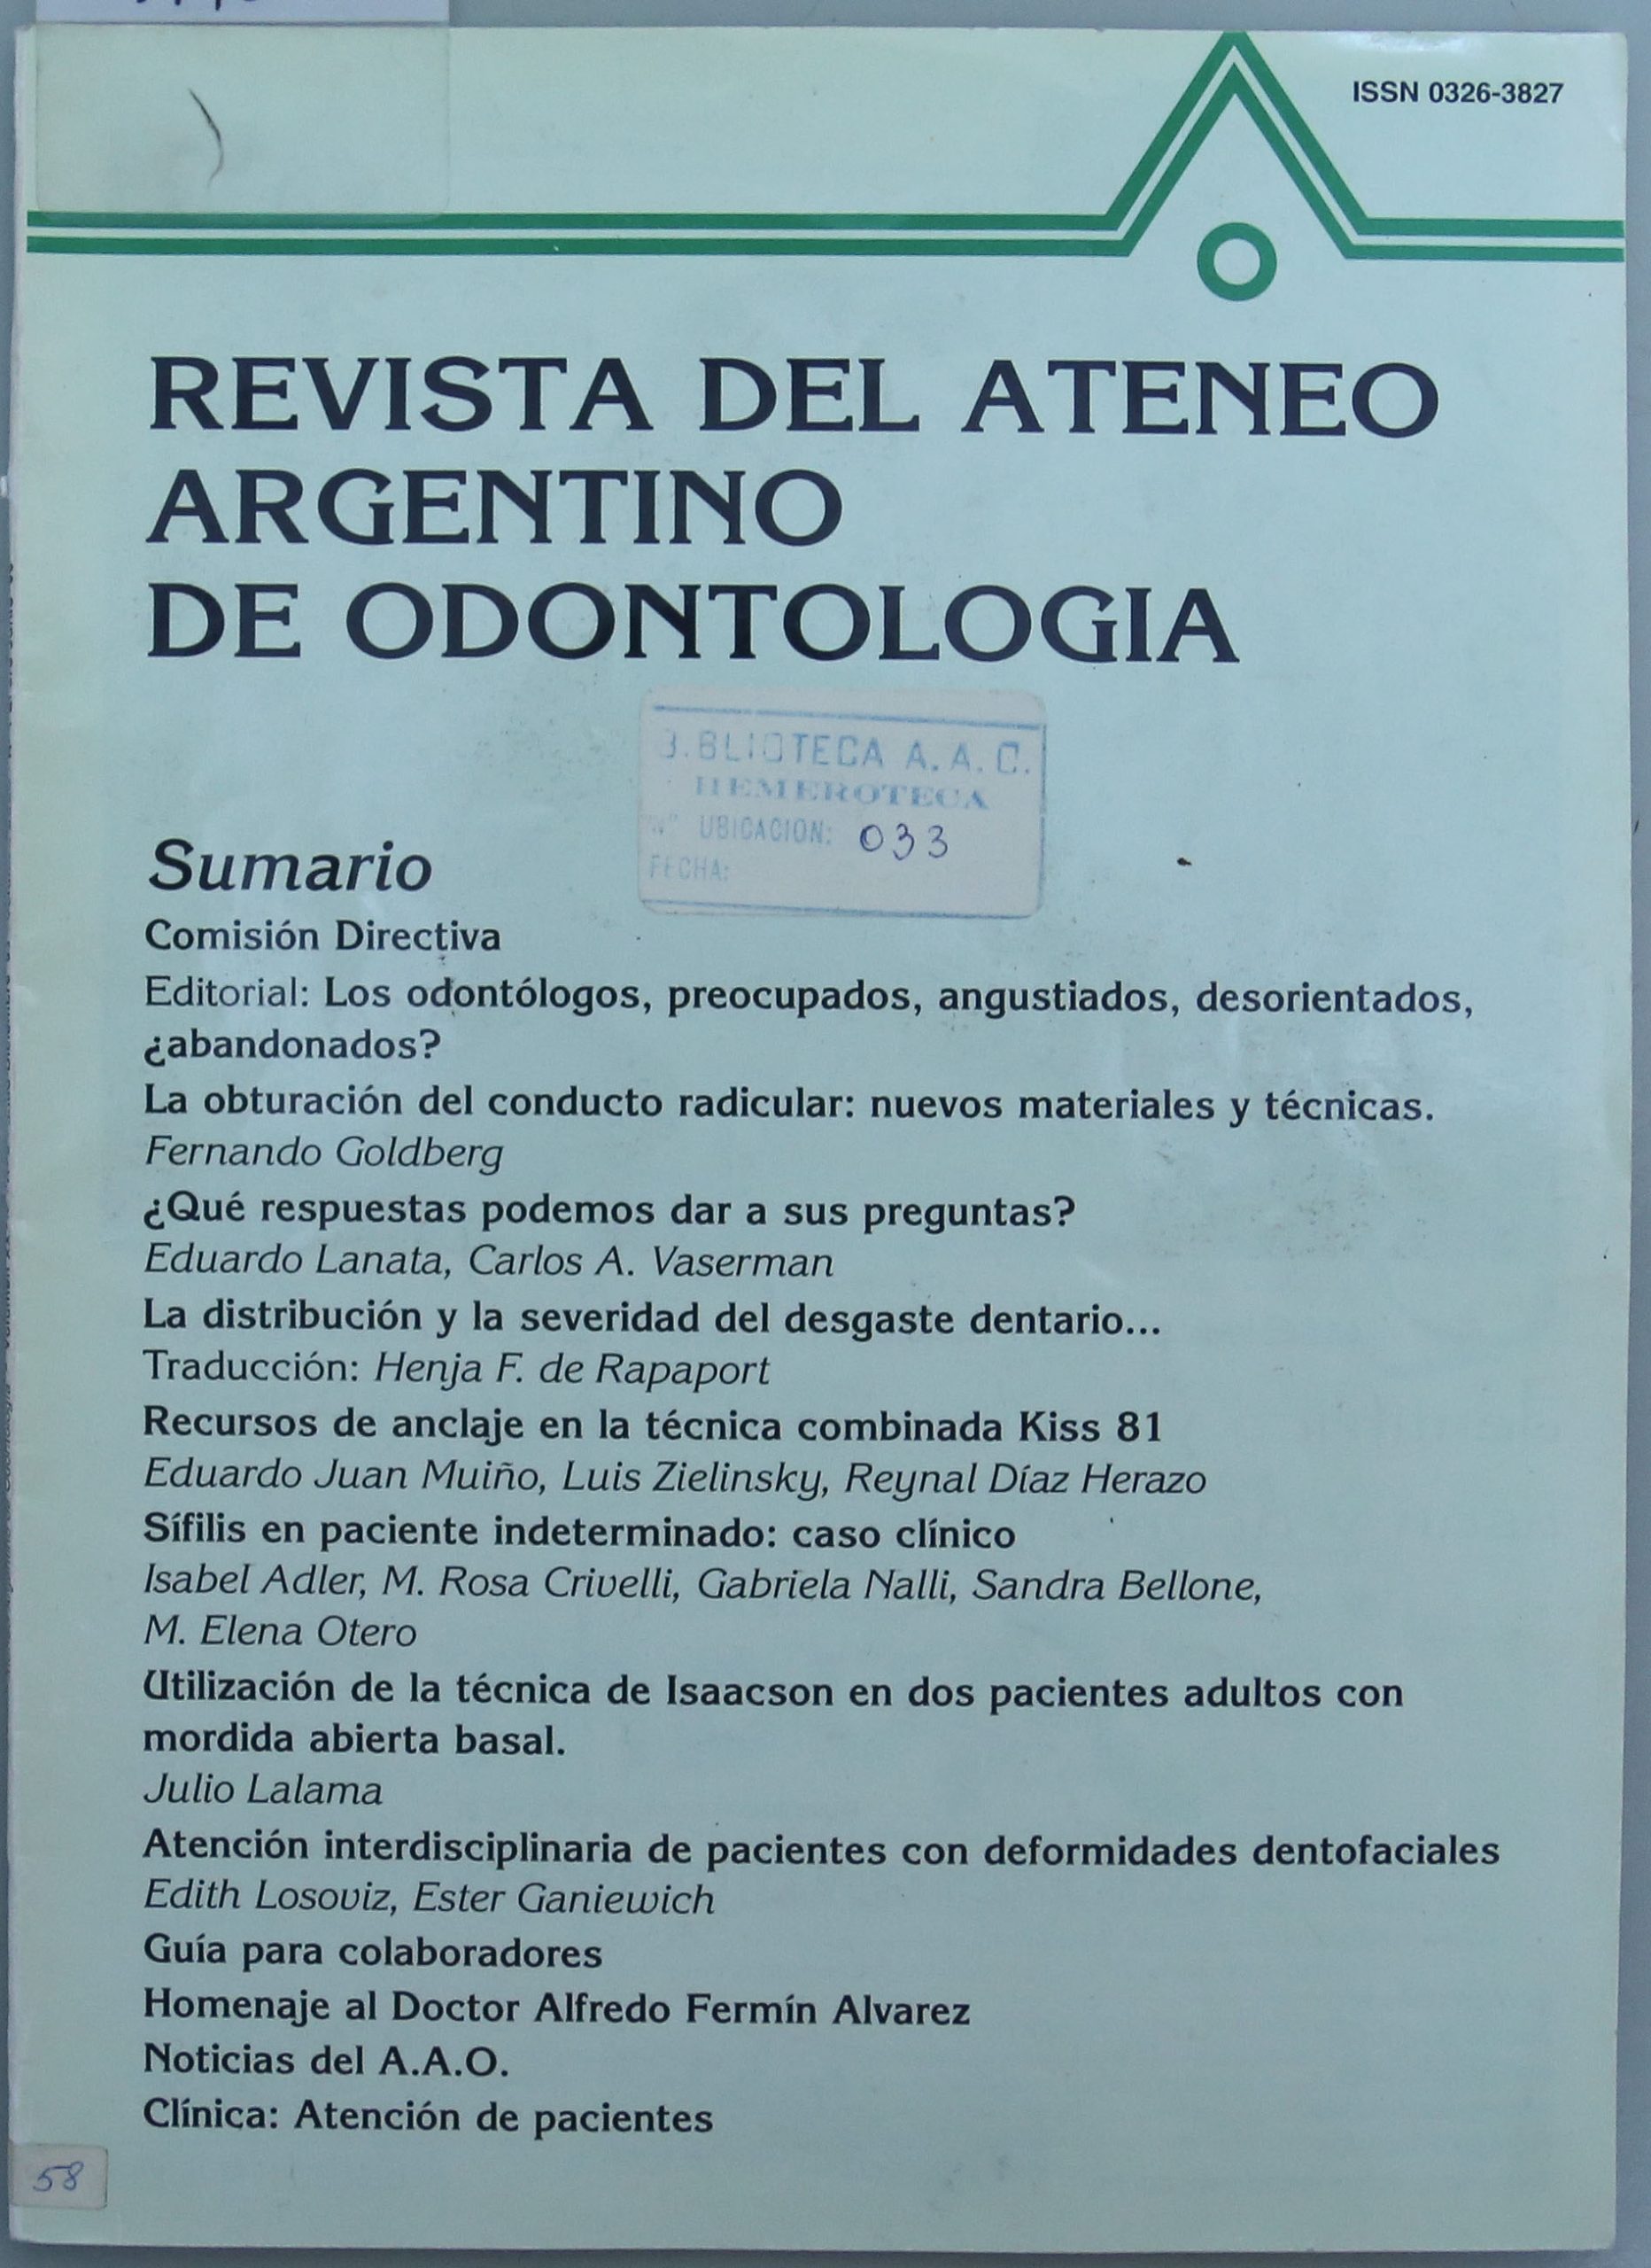 ISSN 0326-3827
REVISTA DEL ATENEO
ARGENTINO
DE ODONTOLOGIA
BIBLIOTECA A. A. C.
HEMEROTECA
Nº UBICACION: 033
FECHA:
Sumario
Comisión Directiva
Editorial: Los odontólogos, preocupados, angustiados, desorientados,
¿abandonados?
La obturación del conducto radicular: nuevos materiales y técnicas.
Fernando Goldberg
¿Qué respuestas podemos dar a sus preguntas?
Eduardo Lanata, Carlos A. Vaserman
La distribución y la severidad del desgaste dentario...
Traducción: Henja F. de Rapaport
Recursos de anclaje en la técnica combinada Kiss 81
Eduardo Juan Muiño, Luis Zielinsky, Reynal Díaz Herazo
Sífilis en paciente indeterminado: caso clínico
Isabel Adler, M. Rosa Crivelli, Gabriela Nalli, Sandra Bellone,
M. Elena Otero
Utilización de la técnica de Isaacson en dos pacientes adultos con
mordida abierta basal.
Julio Lalama
Atención interdisciplinaria de pacientes con deformidades dentofaciales
Edith Losoviz, Ester Ganiewich
Guía para colaboradores
Homenaje al Doctor Alfredo Fermín Alvarez
Noticias del A.A.O.
Clínica: Atención de pacientes
58